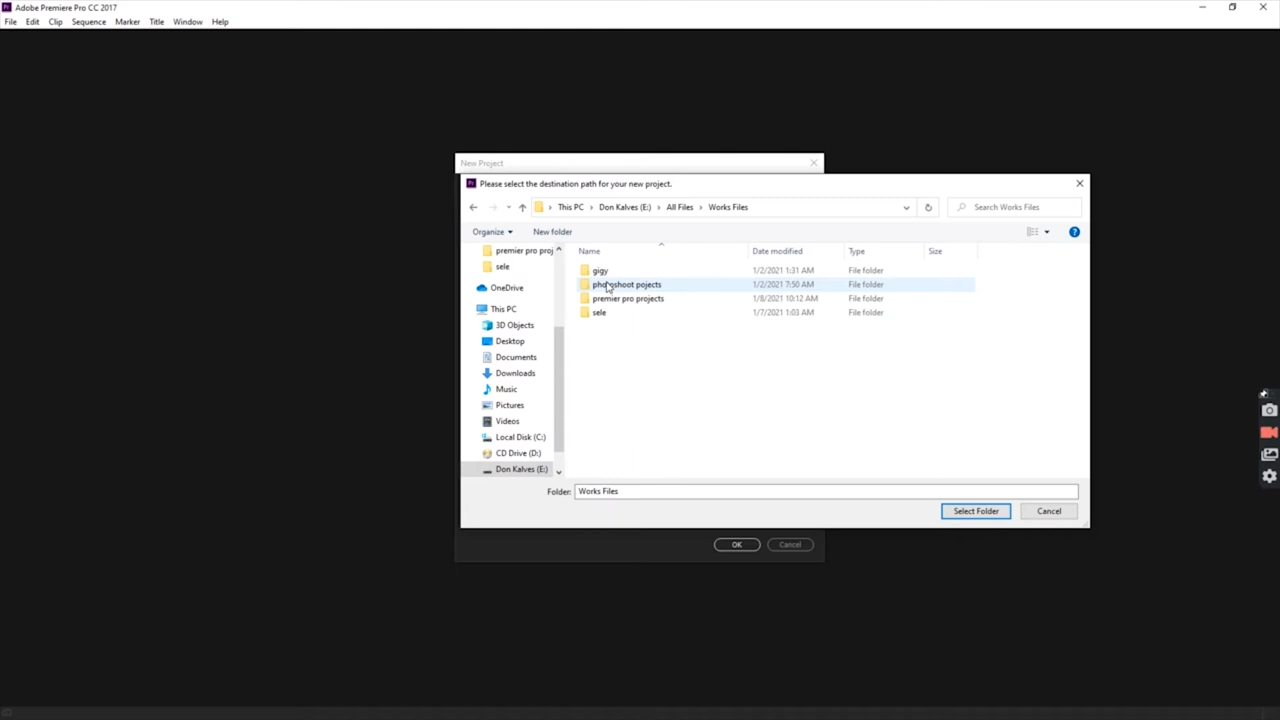 Adobe Premiere Pro CC 2017
File Edit Clip Sequence Marker Title Window Help
New Project
Please select the destination path for your new project.
This PC Don Kalves (E:) All Files Works Files
Search Works Files
Organize New folder
premier pro proj
sele
OneDrive
This PC
3D Objects
Desktop
Documents
Downloads
Music
Pictures
Videos
Local Disk (C:)
CD Drive (D:)
Don Kalves (E:)
Name Date modified Type Size
gigy 1/2/2021 1:31 AM File folder
photoshoot pojects 1/2/2021 7:50 AM File folder
premier pro projects 1/8/2021 10:12 AM File folder
sele 1/7/2021 1:03 AM File folder
Folder: Works Files
Select Folder Cancel
OK Cancel